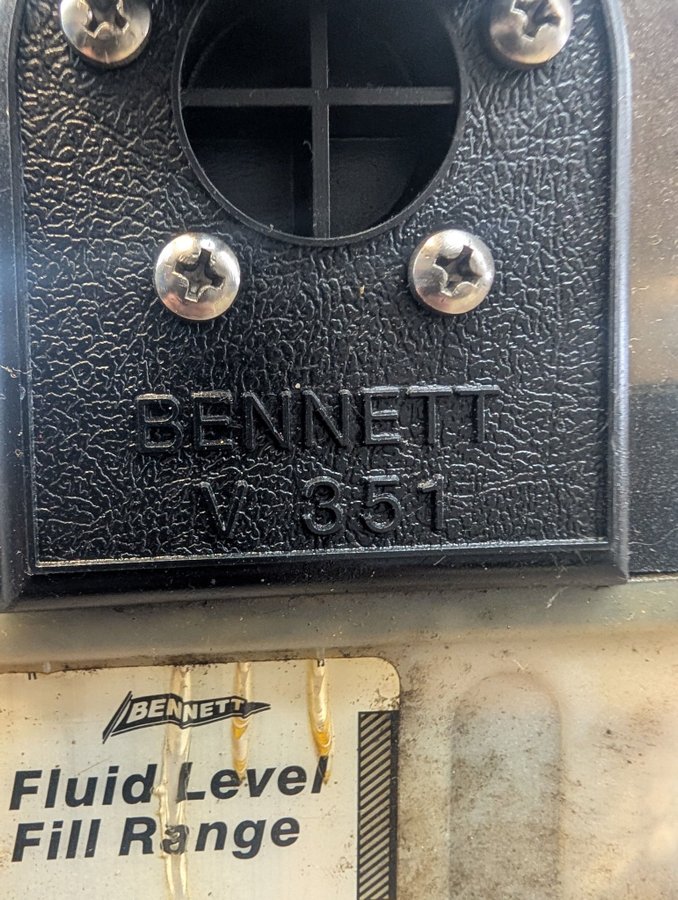 BENNETT
V 351
BENNETT
Fluid Level
Fill Range